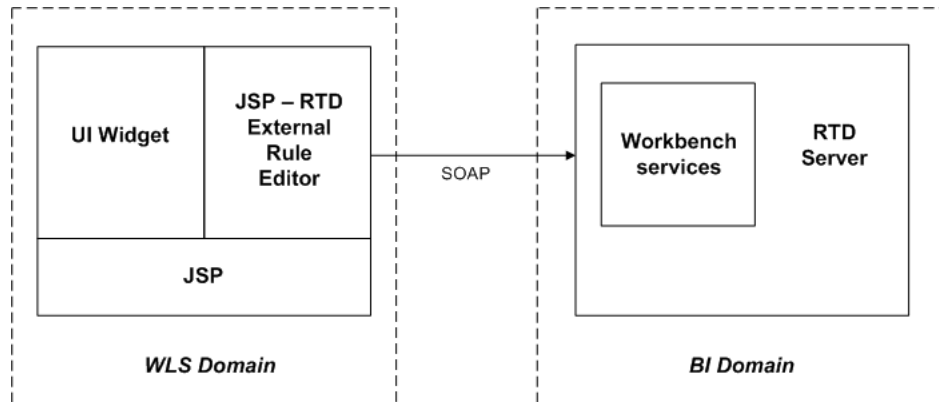 UI Widget
JSP – RTD
External
Rule
Editor
JSP
WLS Domain
SOAP
Workbench
services
RTD
Server
BI Domain